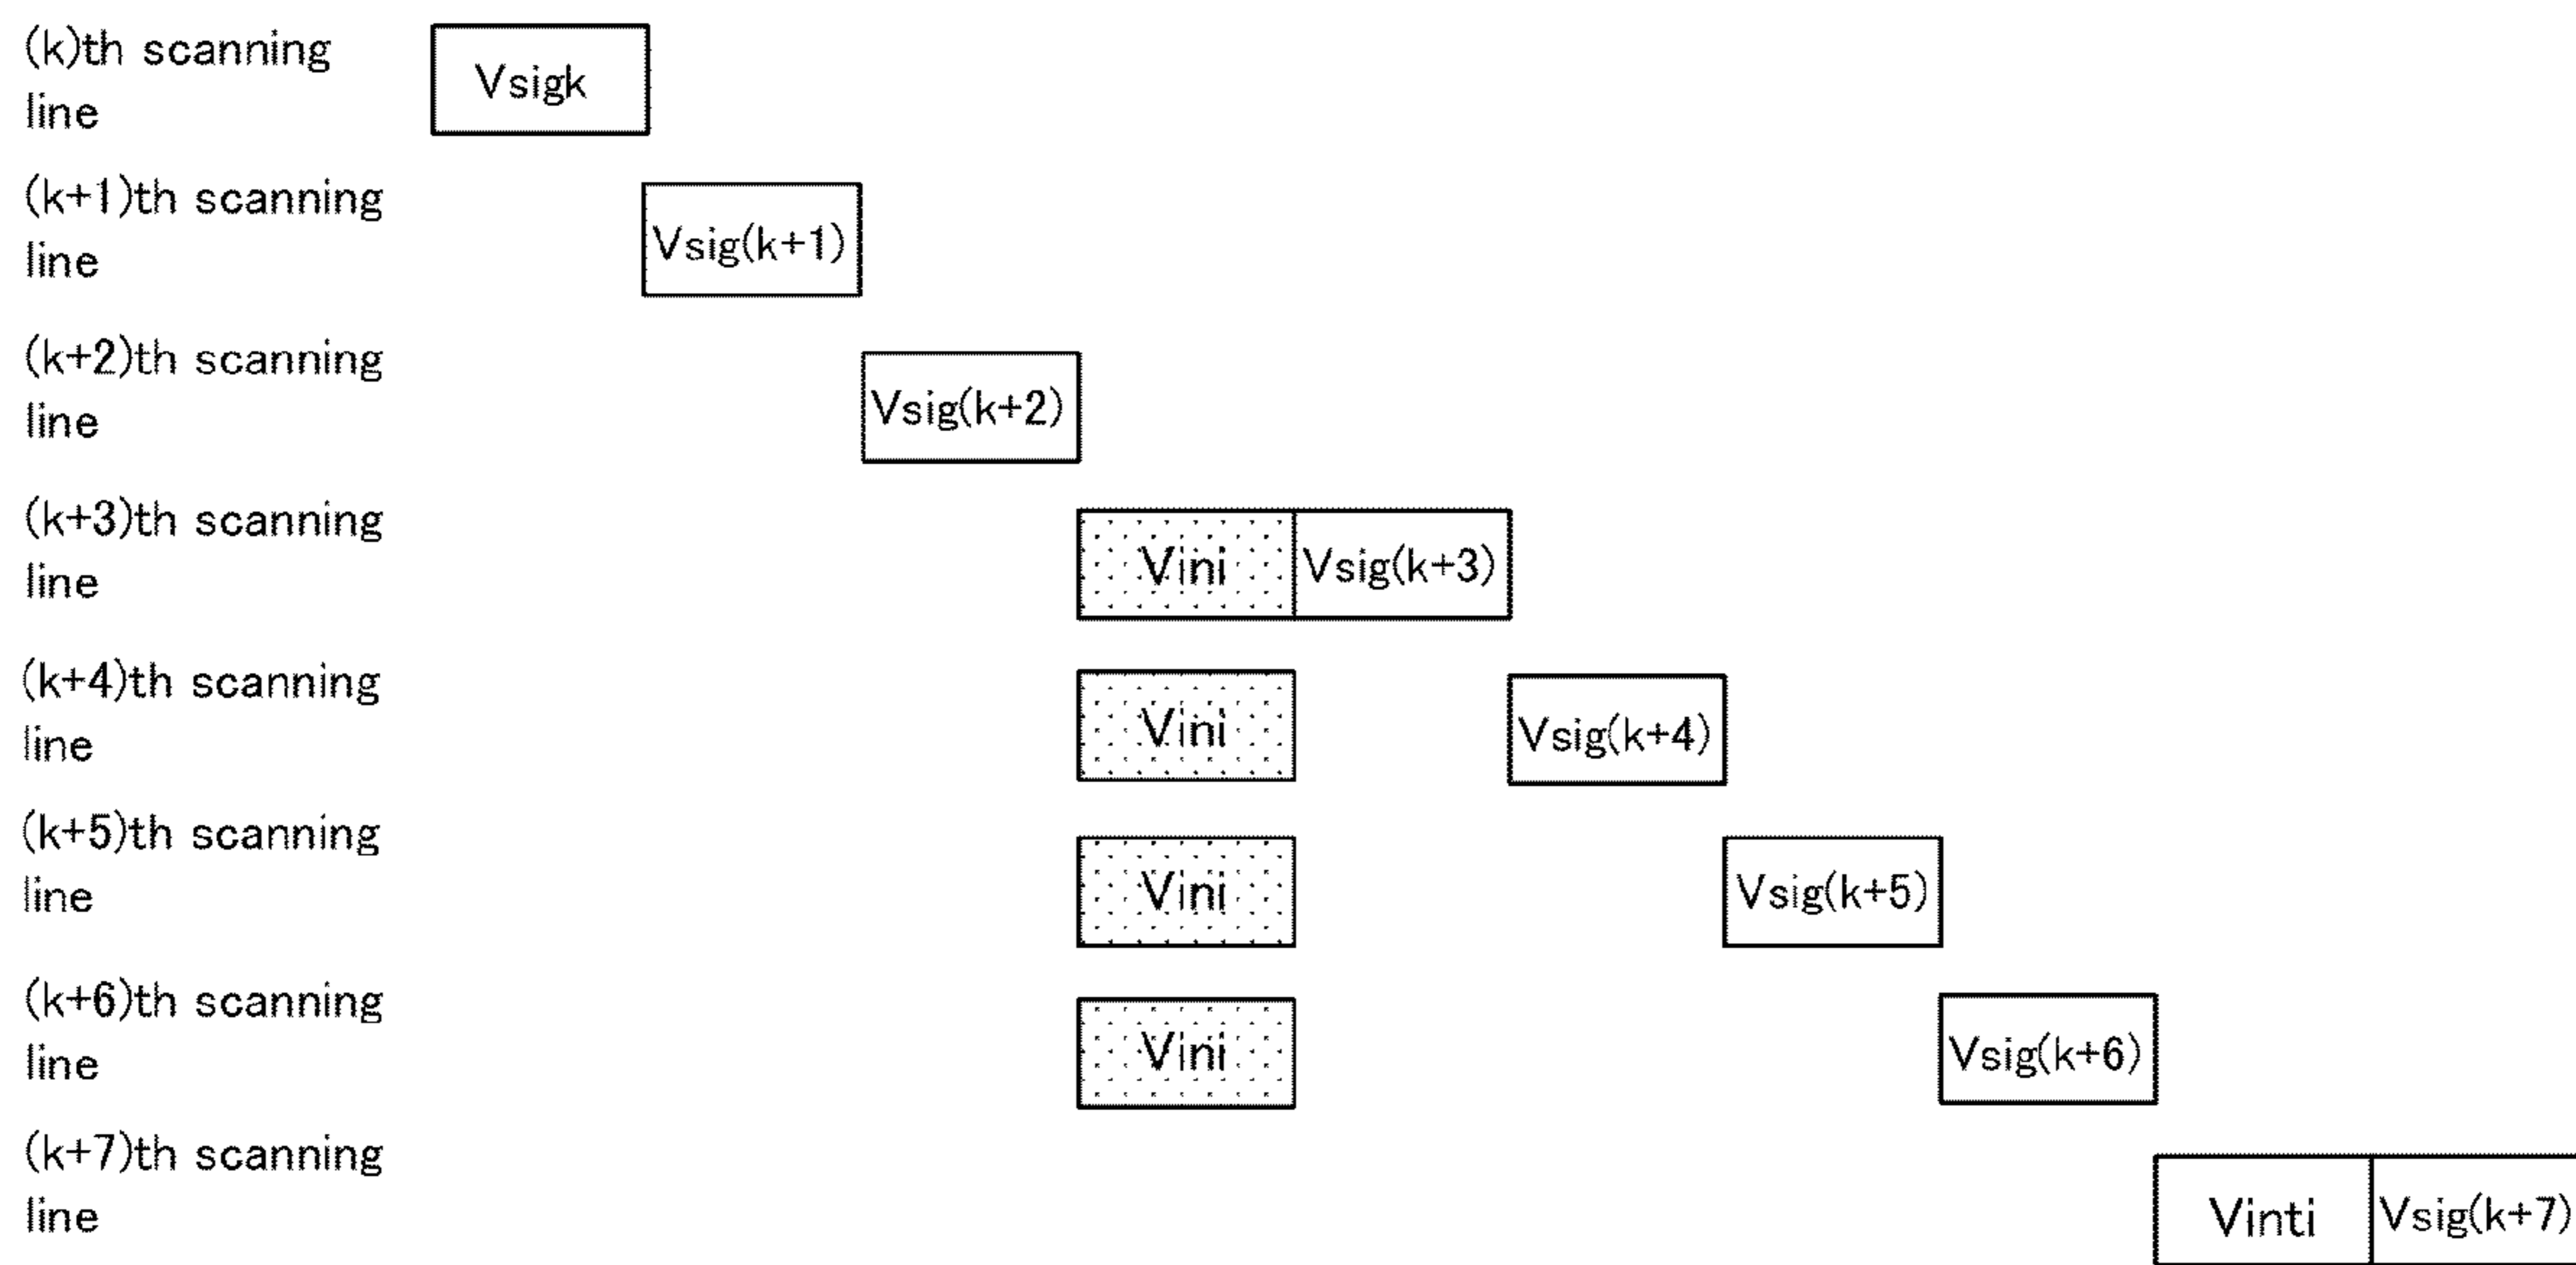 (k)th scanning
line
Vsigk
(k+1)th scanning
line
Vsig(k+1)
(k+2)th scanning
line
Vsig(k+2)
(k+3)th scanning
line
Vini Vsig(k+3)
(k+4)th scanning
line
Vini Vsig(k+4)
(k+5)th scanning
line
Vini Vsig(k+5)
(k+6)th scanning
line
Vini Vsig(k+6)
(k+7)th scanning
line
Vinti Vsig(k+7)